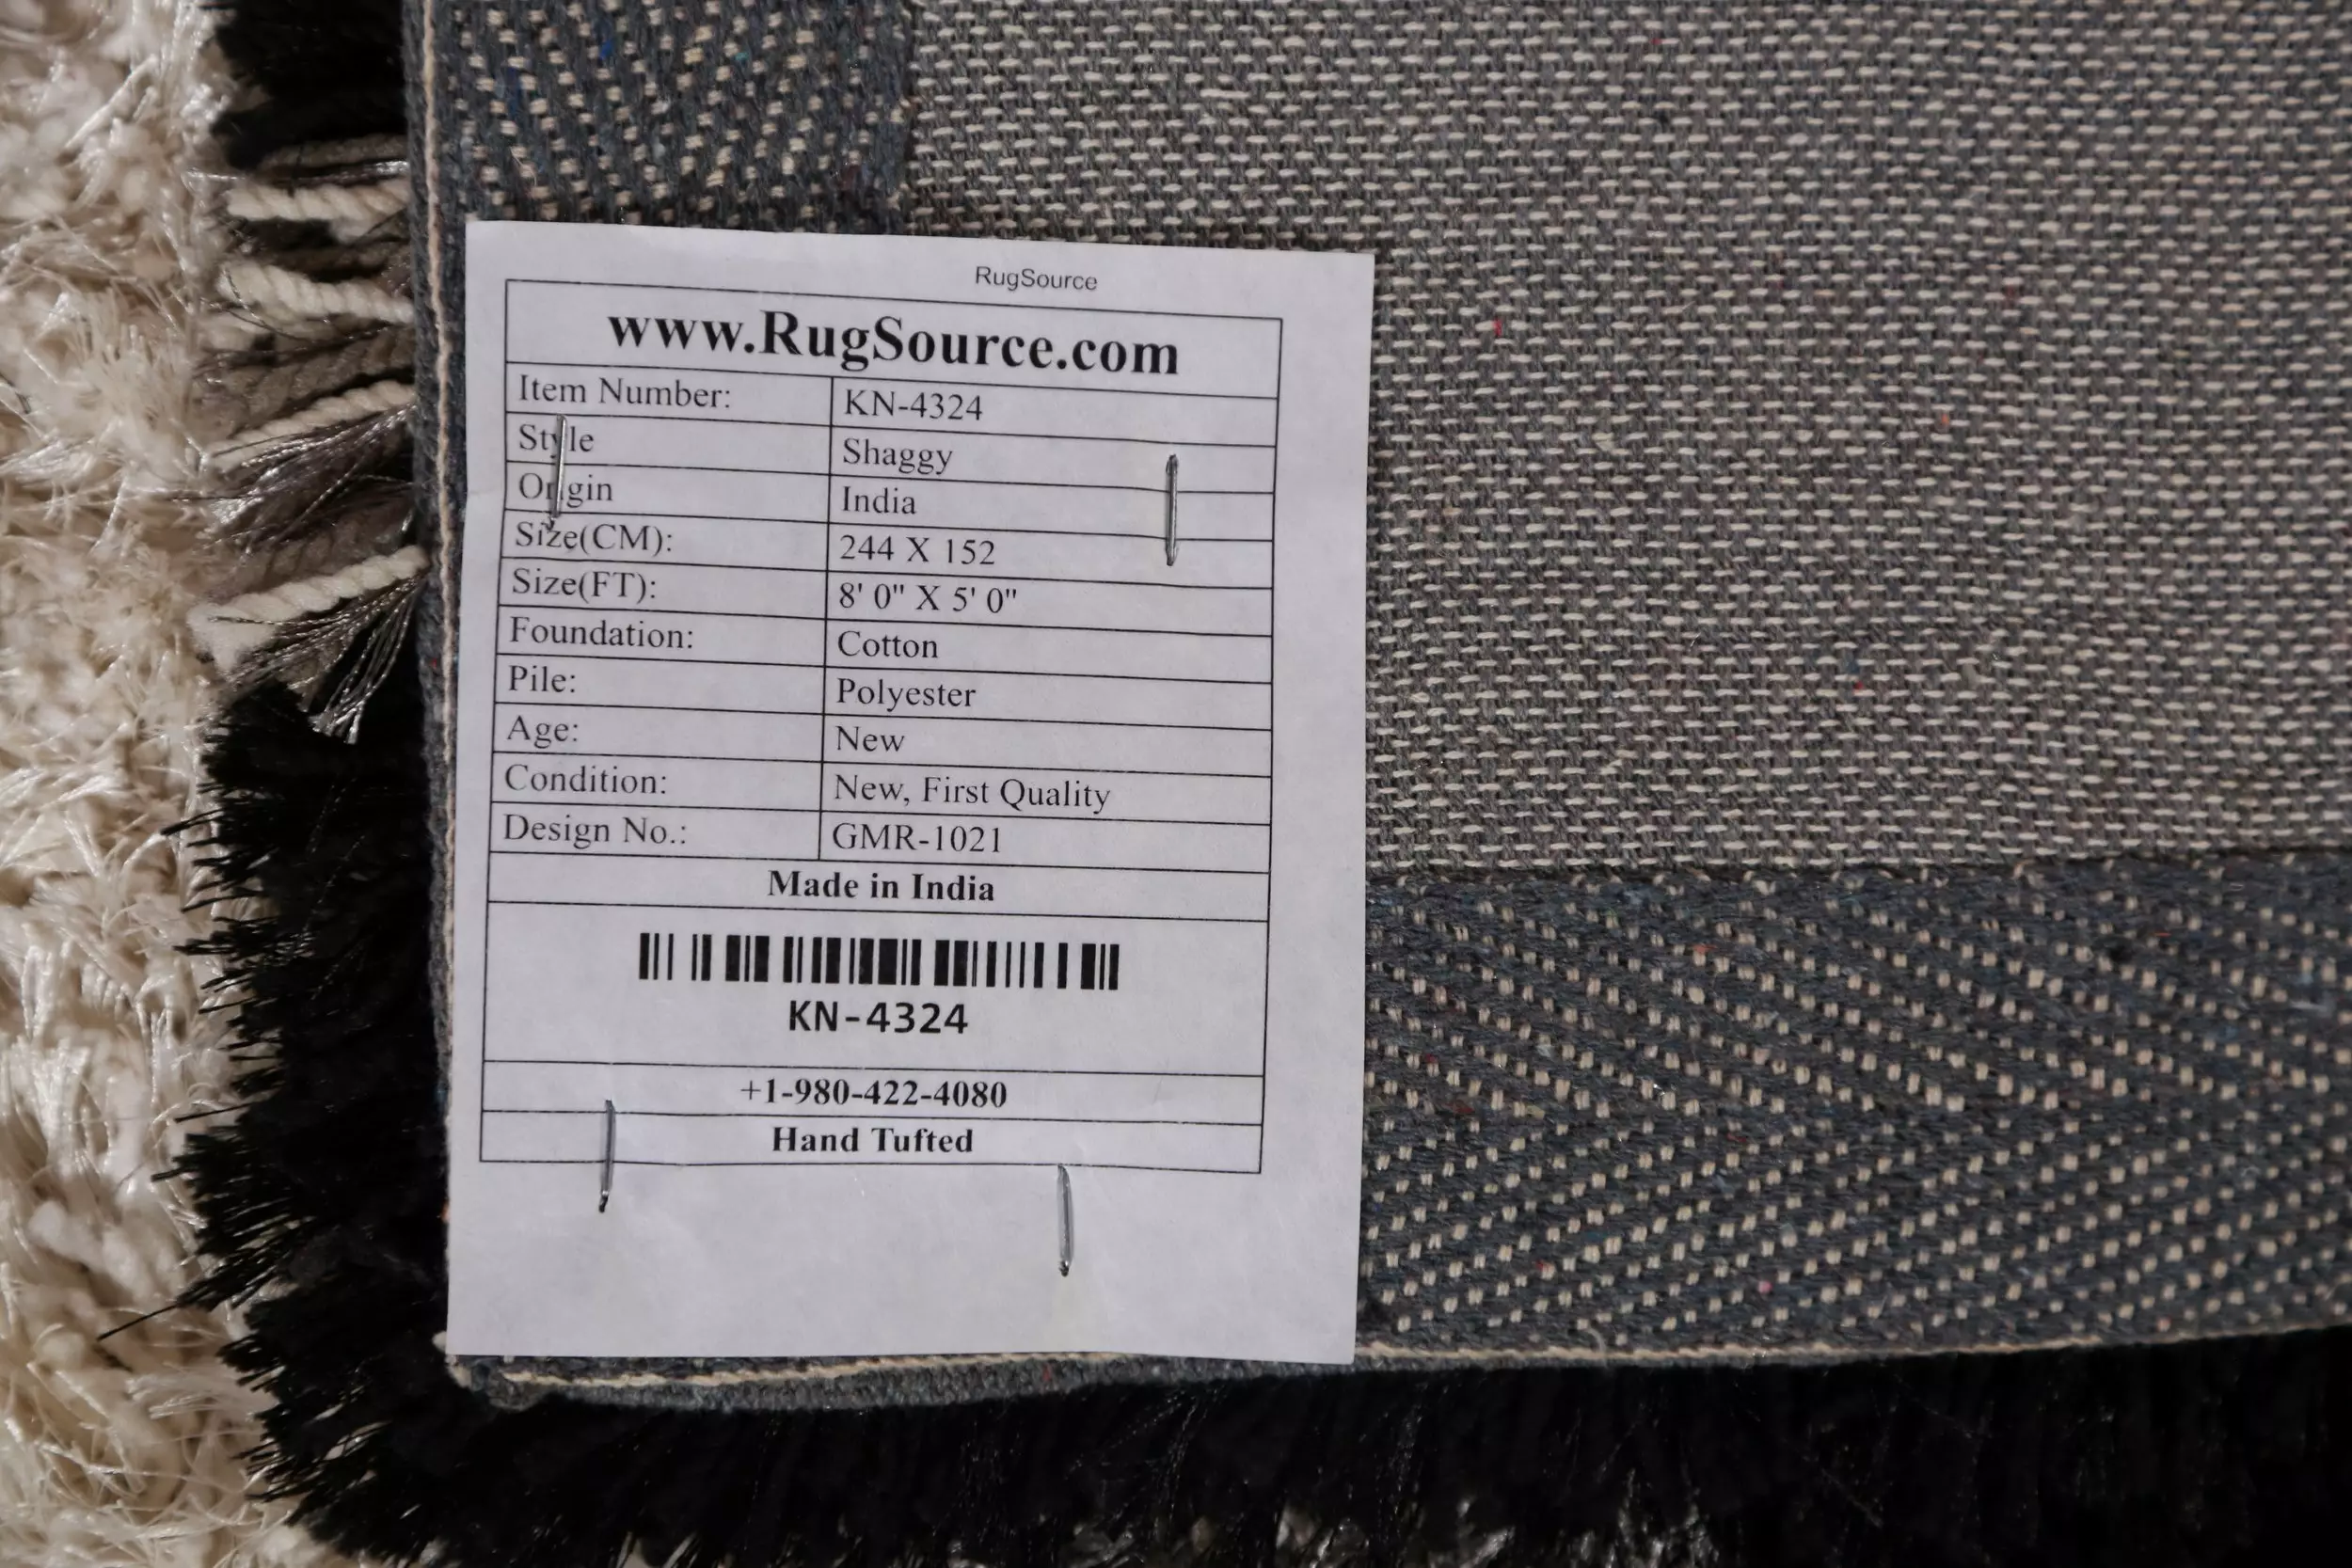 RugSource
www.RugSource.com
Item Number: KN-4324
Style Shaggy
Origin India
Size(CM): 244 X 152
Size(FT): 8' 0" X 5' 0"
Foundation: Cotton
Pile: Polyester
Age: New
Condition: New, First Quality
Design No.: GMR-1021
Made in India
KN-4324
+1-980-422-4080
Hand Tufted